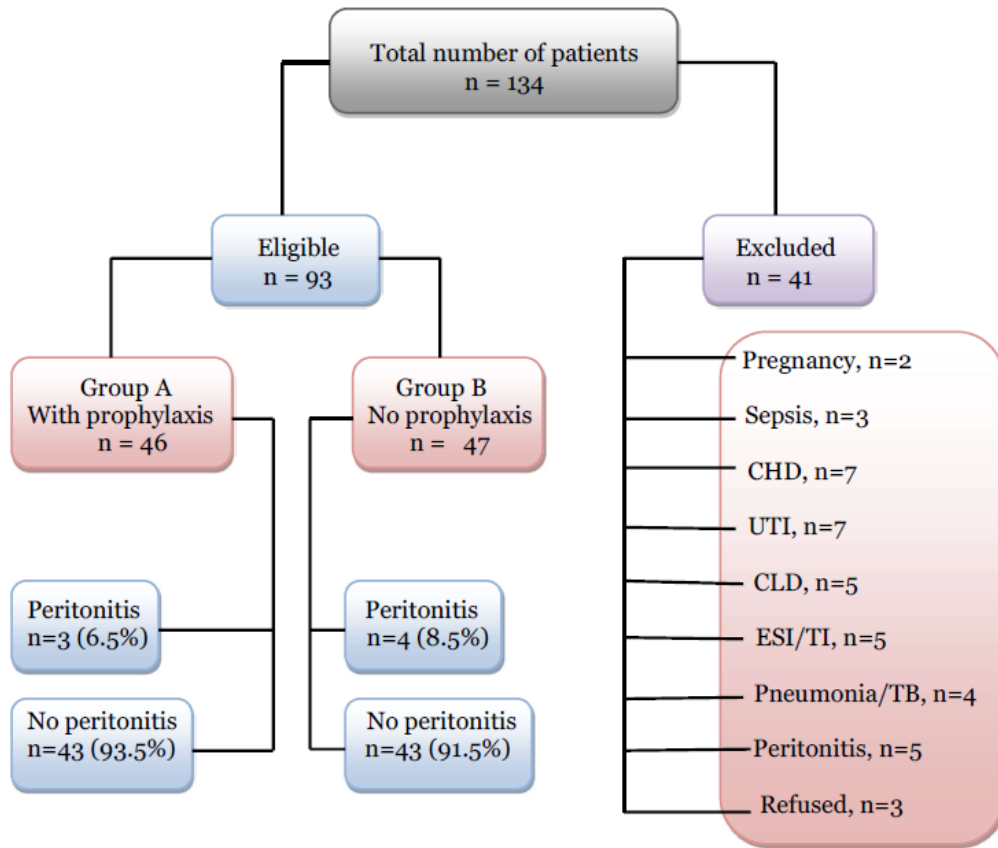 Total number of patients
n = 134
Eligible
n = 93
Excluded
n = 41
Group A
With prophylaxis
n = 46
Group B
No prophylaxis
n = 47
Peritonitis
n=3 (6.5%)
No peritonitis
n=43 (93.5%)
Peritonitis
n=4 (8.5%)
No peritonitis
n=43 (91.5%)
Pregnancy, n=2
Sepsis, n=3
CHD, n=7
UTI, n=7
CLD, n=5
ESI/TI, n=5
Pneumonia/TB, n=4
Peritonitis, n=5
Refused, n=3